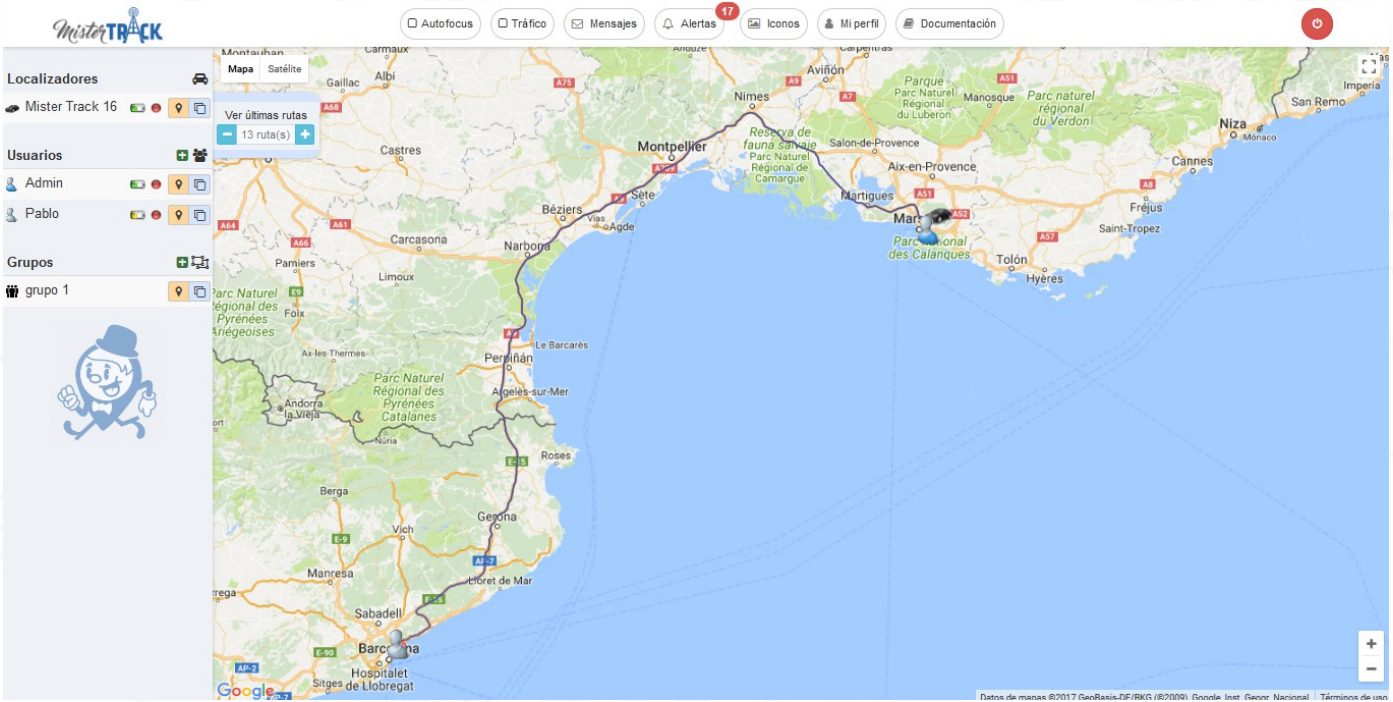 MisterTRACK
Autofocus
Tráfico
Mensajes
Alertas
17
Iconos
Mi perfil
Documentación
Localizadores
Mister Track 16
Usuarios
Admin
Pablo
Grupos
grupo 1
Mapa
Satélite
Ver últimas rutas
13 ruta(s)
Montauban
Carmaux
Gaillac
Albí
A75
A68
Castres
A64
A61
A66
Pamiers
Carcasona
Limoux
Parc Naturel
Régional des
Pyrénées
Ariégeoises
E9
Foix
Ax-les-Thermes
Andorra
la Vieja
Parc Naturel
Régional des
Pyrénées
Catalanes
Núria
Perpiñán
Le Barcarès
Argelès-sur-Mer
Narbona
Béziers
Vias
Agde
Sète
Montpellier
Nimes
Aviñón
Carpentras
A9
A7
Parque
Parc Naturel
Régional
du Luberon
A51
Manosque
Parc naturel
régional
du Verdon
Reserva de
fauna salvaje
Parc Naturel
Régional de
Camargue
Salon-de-Provence
Aix-en-Provence
Martigues
A51
A52
Parc national
des Calanques
A57
Tolón
Hyères
Saint-Tropez
Fréjus
A8
Cannes
Niza
Mónaco
San Remo
Imperia
Roses
E-15
Berga
Vich
Gerona
E-9
AP-7
Manresa
Lloret de Mar
E-15
Sabadell
E-90
Barcelona
AP-2
Hospitalet
de Llobregat
Sitges
Google
Datos de mapas ©2017 GeoBasis-DE/BKG (©2009), Google, Inst. Geogr. Nacional
Términos de uso